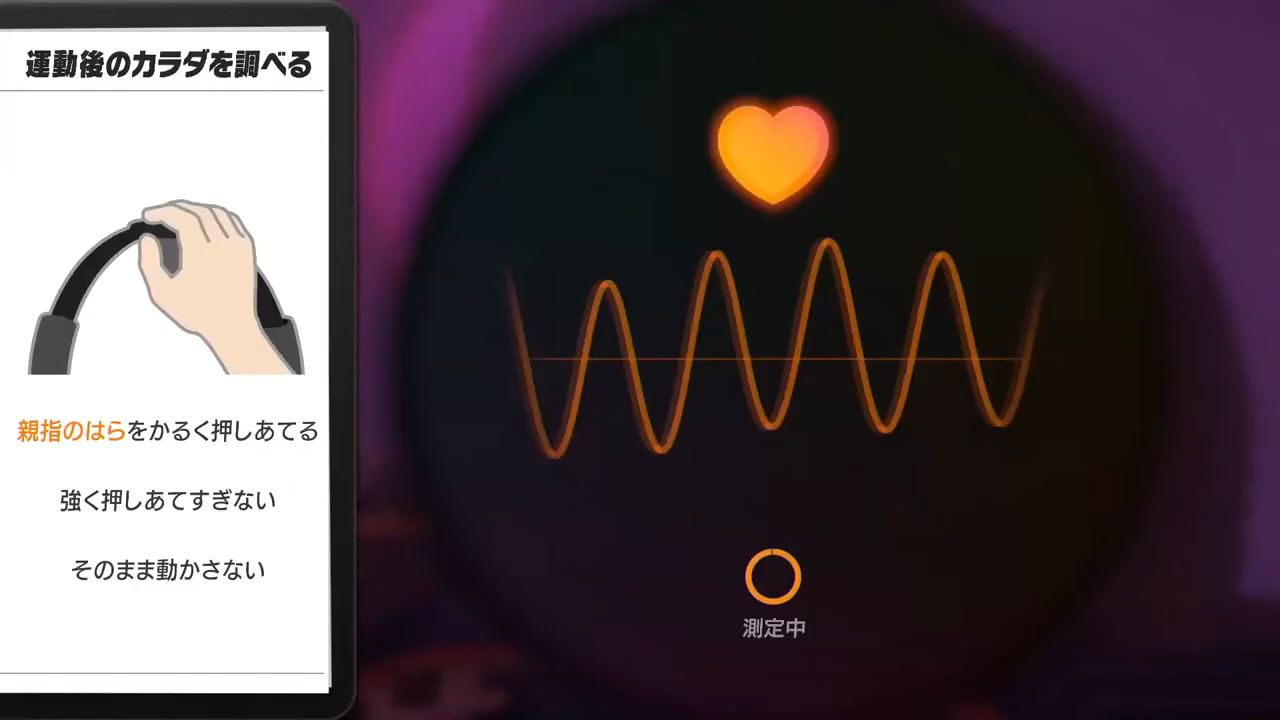 運動後のカラダを調べる
親指のはらをかるく押しあてる
強く押しあてすぎない
そのまま動かさない
測定中